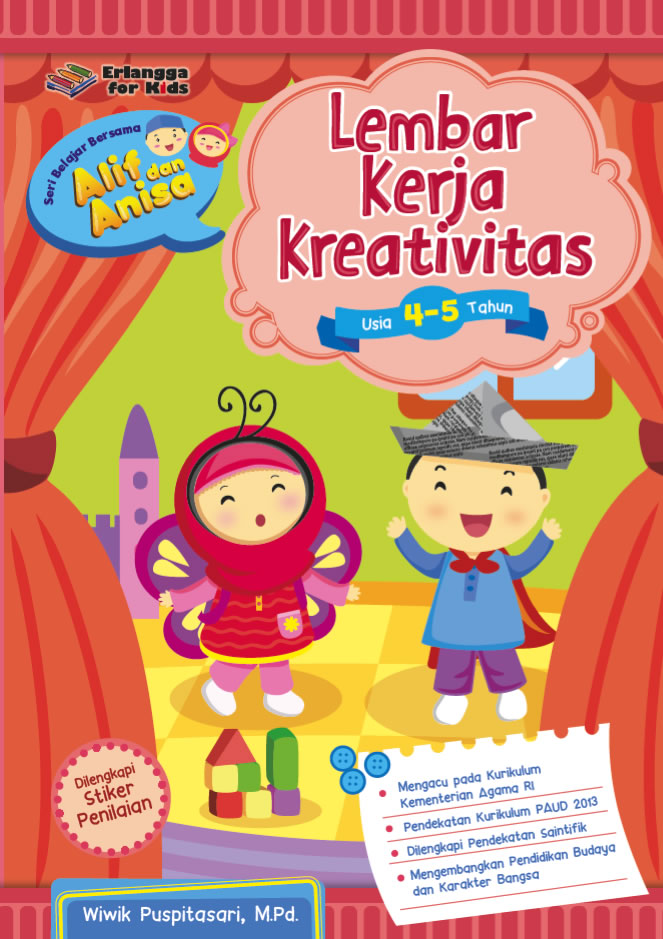 Erlangga
for Kids
Seri Belajar Bersama
Alif dan
Anisa
Lembar
Kerja
Kreativitas
Usia 4-5 Tahun
Dilengkapi
Stiker
Penilaian
Mengacu pada Kurikulum
Kementerian Agama RI
Pendekatan Kurikulum PAUD 2013
Dilengkapi Pendekatan Saintifik
Mengembangkan Pendidikan Budaya
dan Karakter Bangsa
Wiwik Puspitasari, M.Pd.